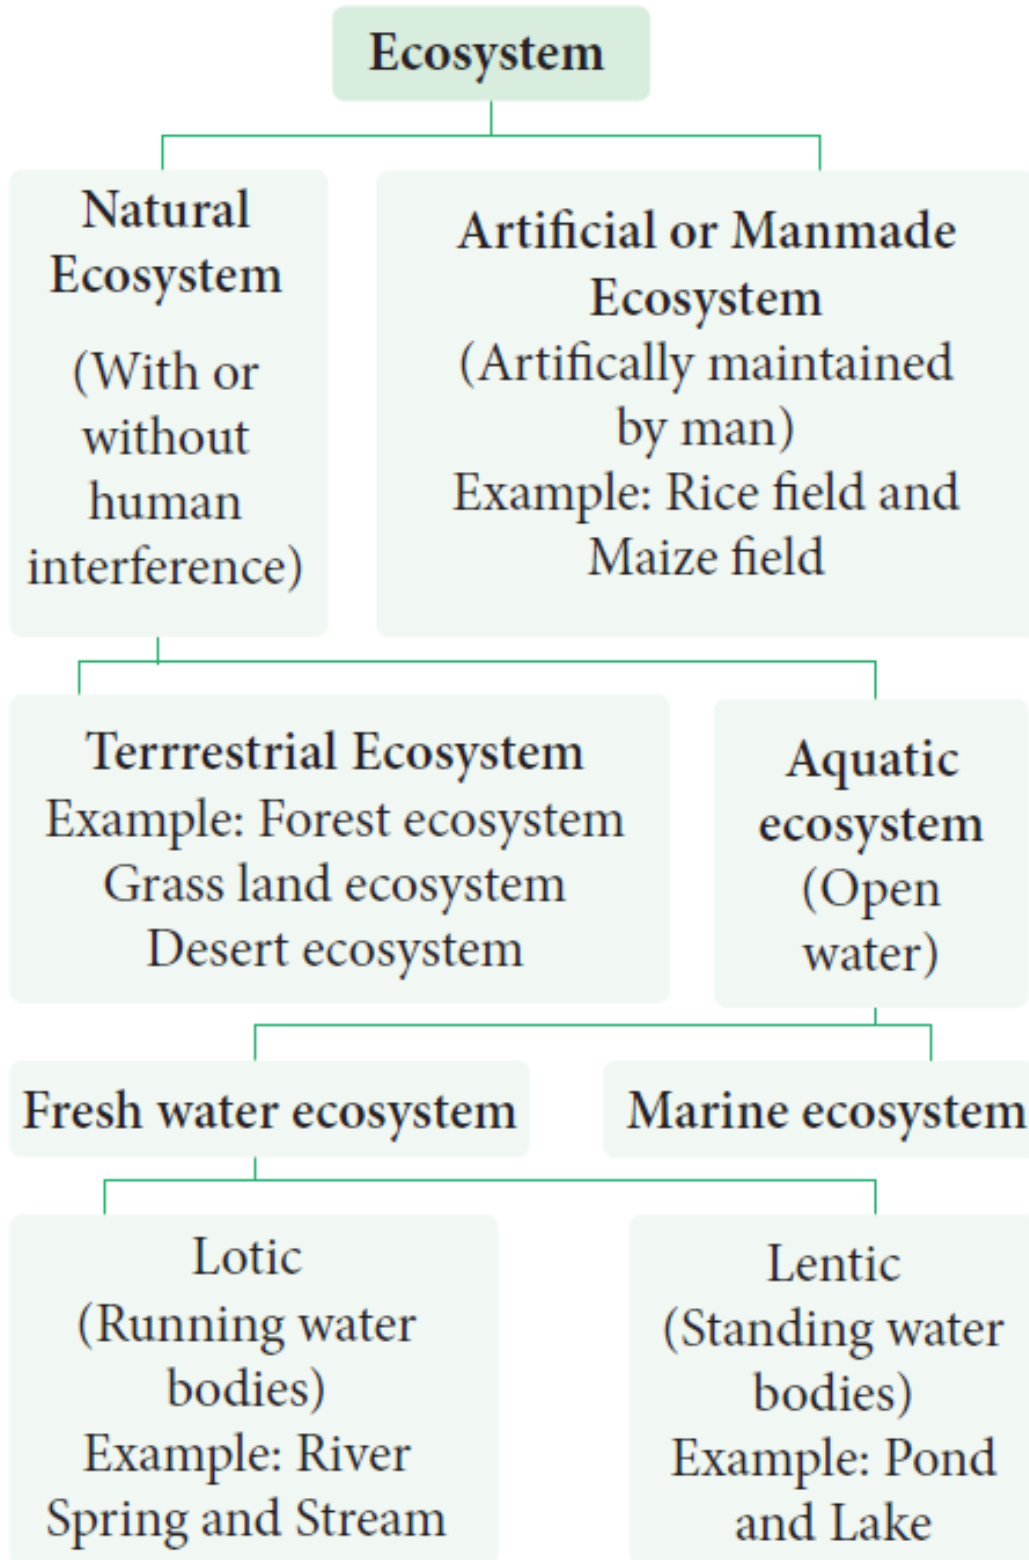 Ecosystem
Natural
Ecosystem
(With or
without
human
interference)
Artificial or Manmade
Ecosystem
(Artifically maintained
by man)
Example: Rice field and
Maize field
Terrrestrial Ecosystem
Example: Forest ecosystem
Grass land ecosystem
Desert ecosystem
Aquatic
ecosystem
(Open
water)
Fresh water ecosystem
Marine ecosystem
Lotic
(Running water
bodies)
Example: River
Spring and Stream
Lentic
(Standing water
bodies)
Example: Pond
and Lake